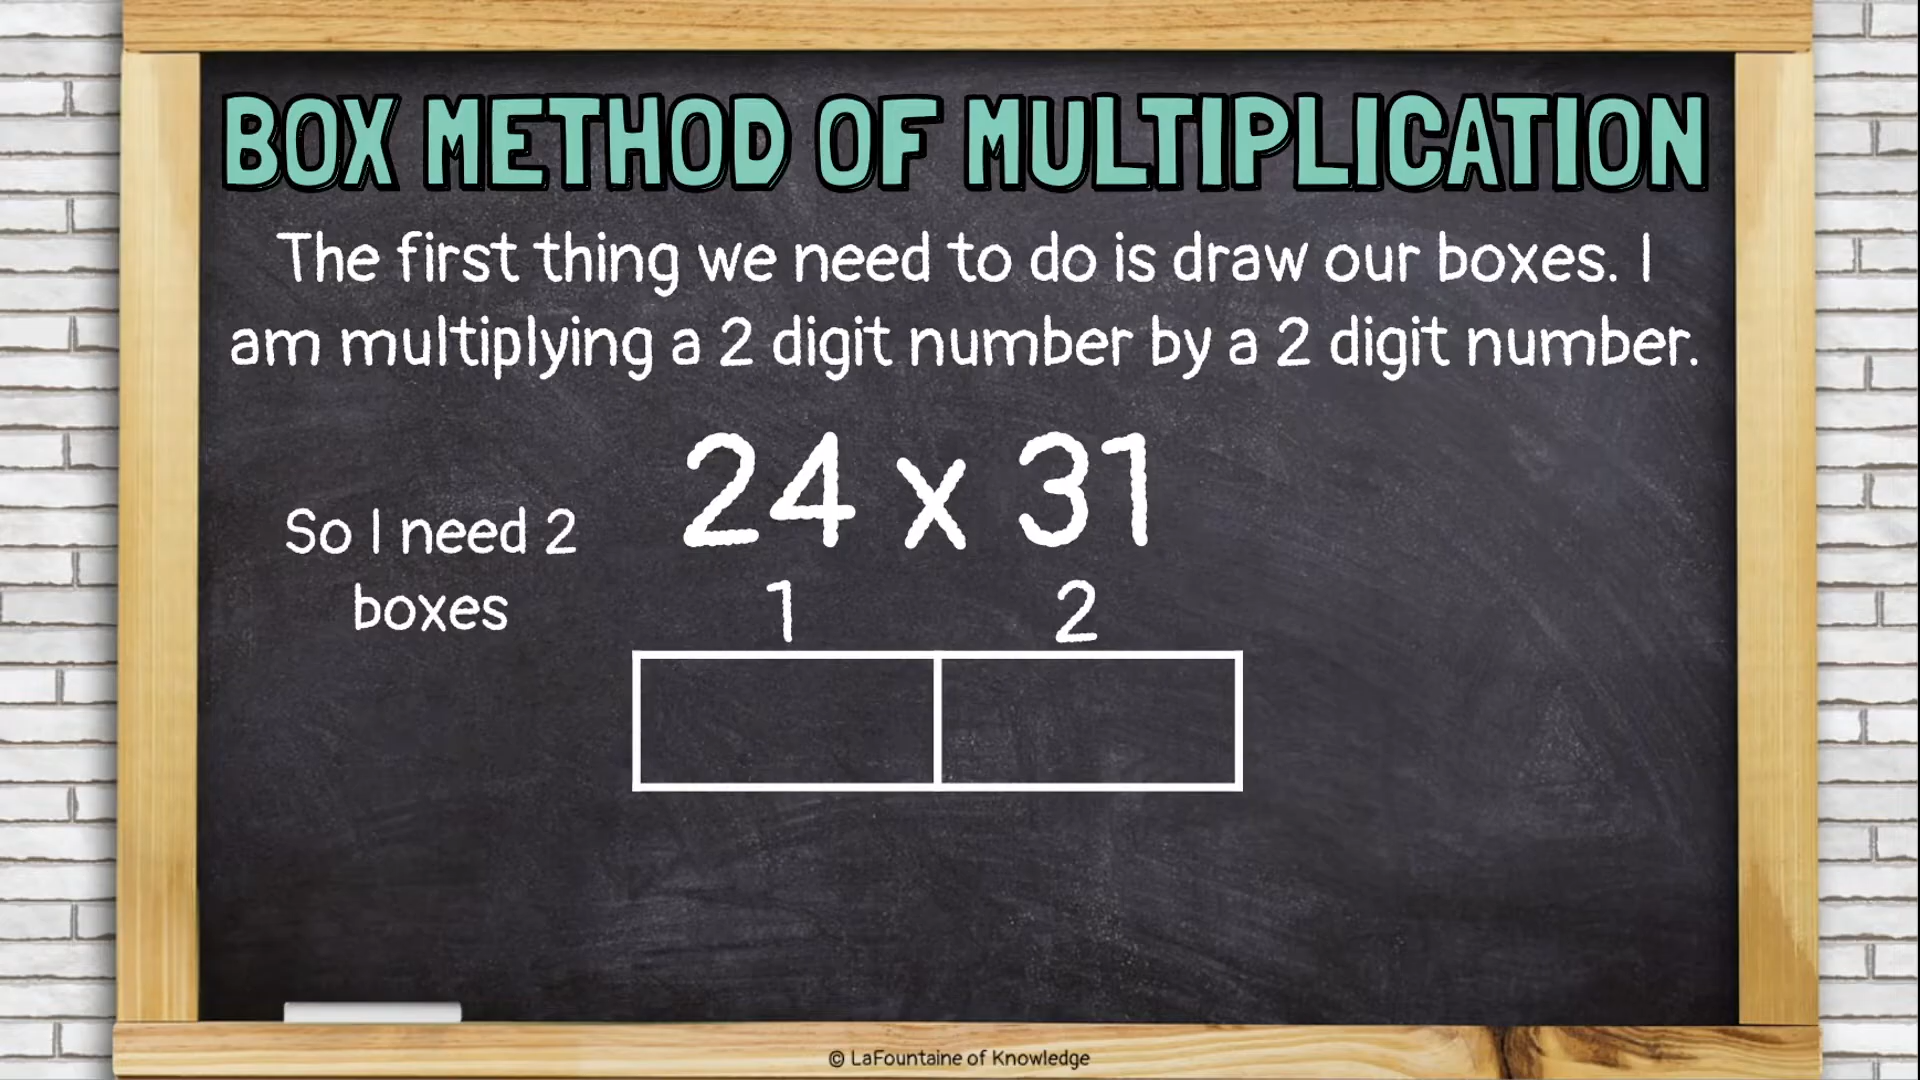 BOX METHOD OF MULTIPLICATION
The first thing we need to do is draw our boxes. I
am multiplying a 2 digit number by a 2 digit number.
24 x 31
So I need 2
boxes
1 2
© LaFountaine of Knowledge